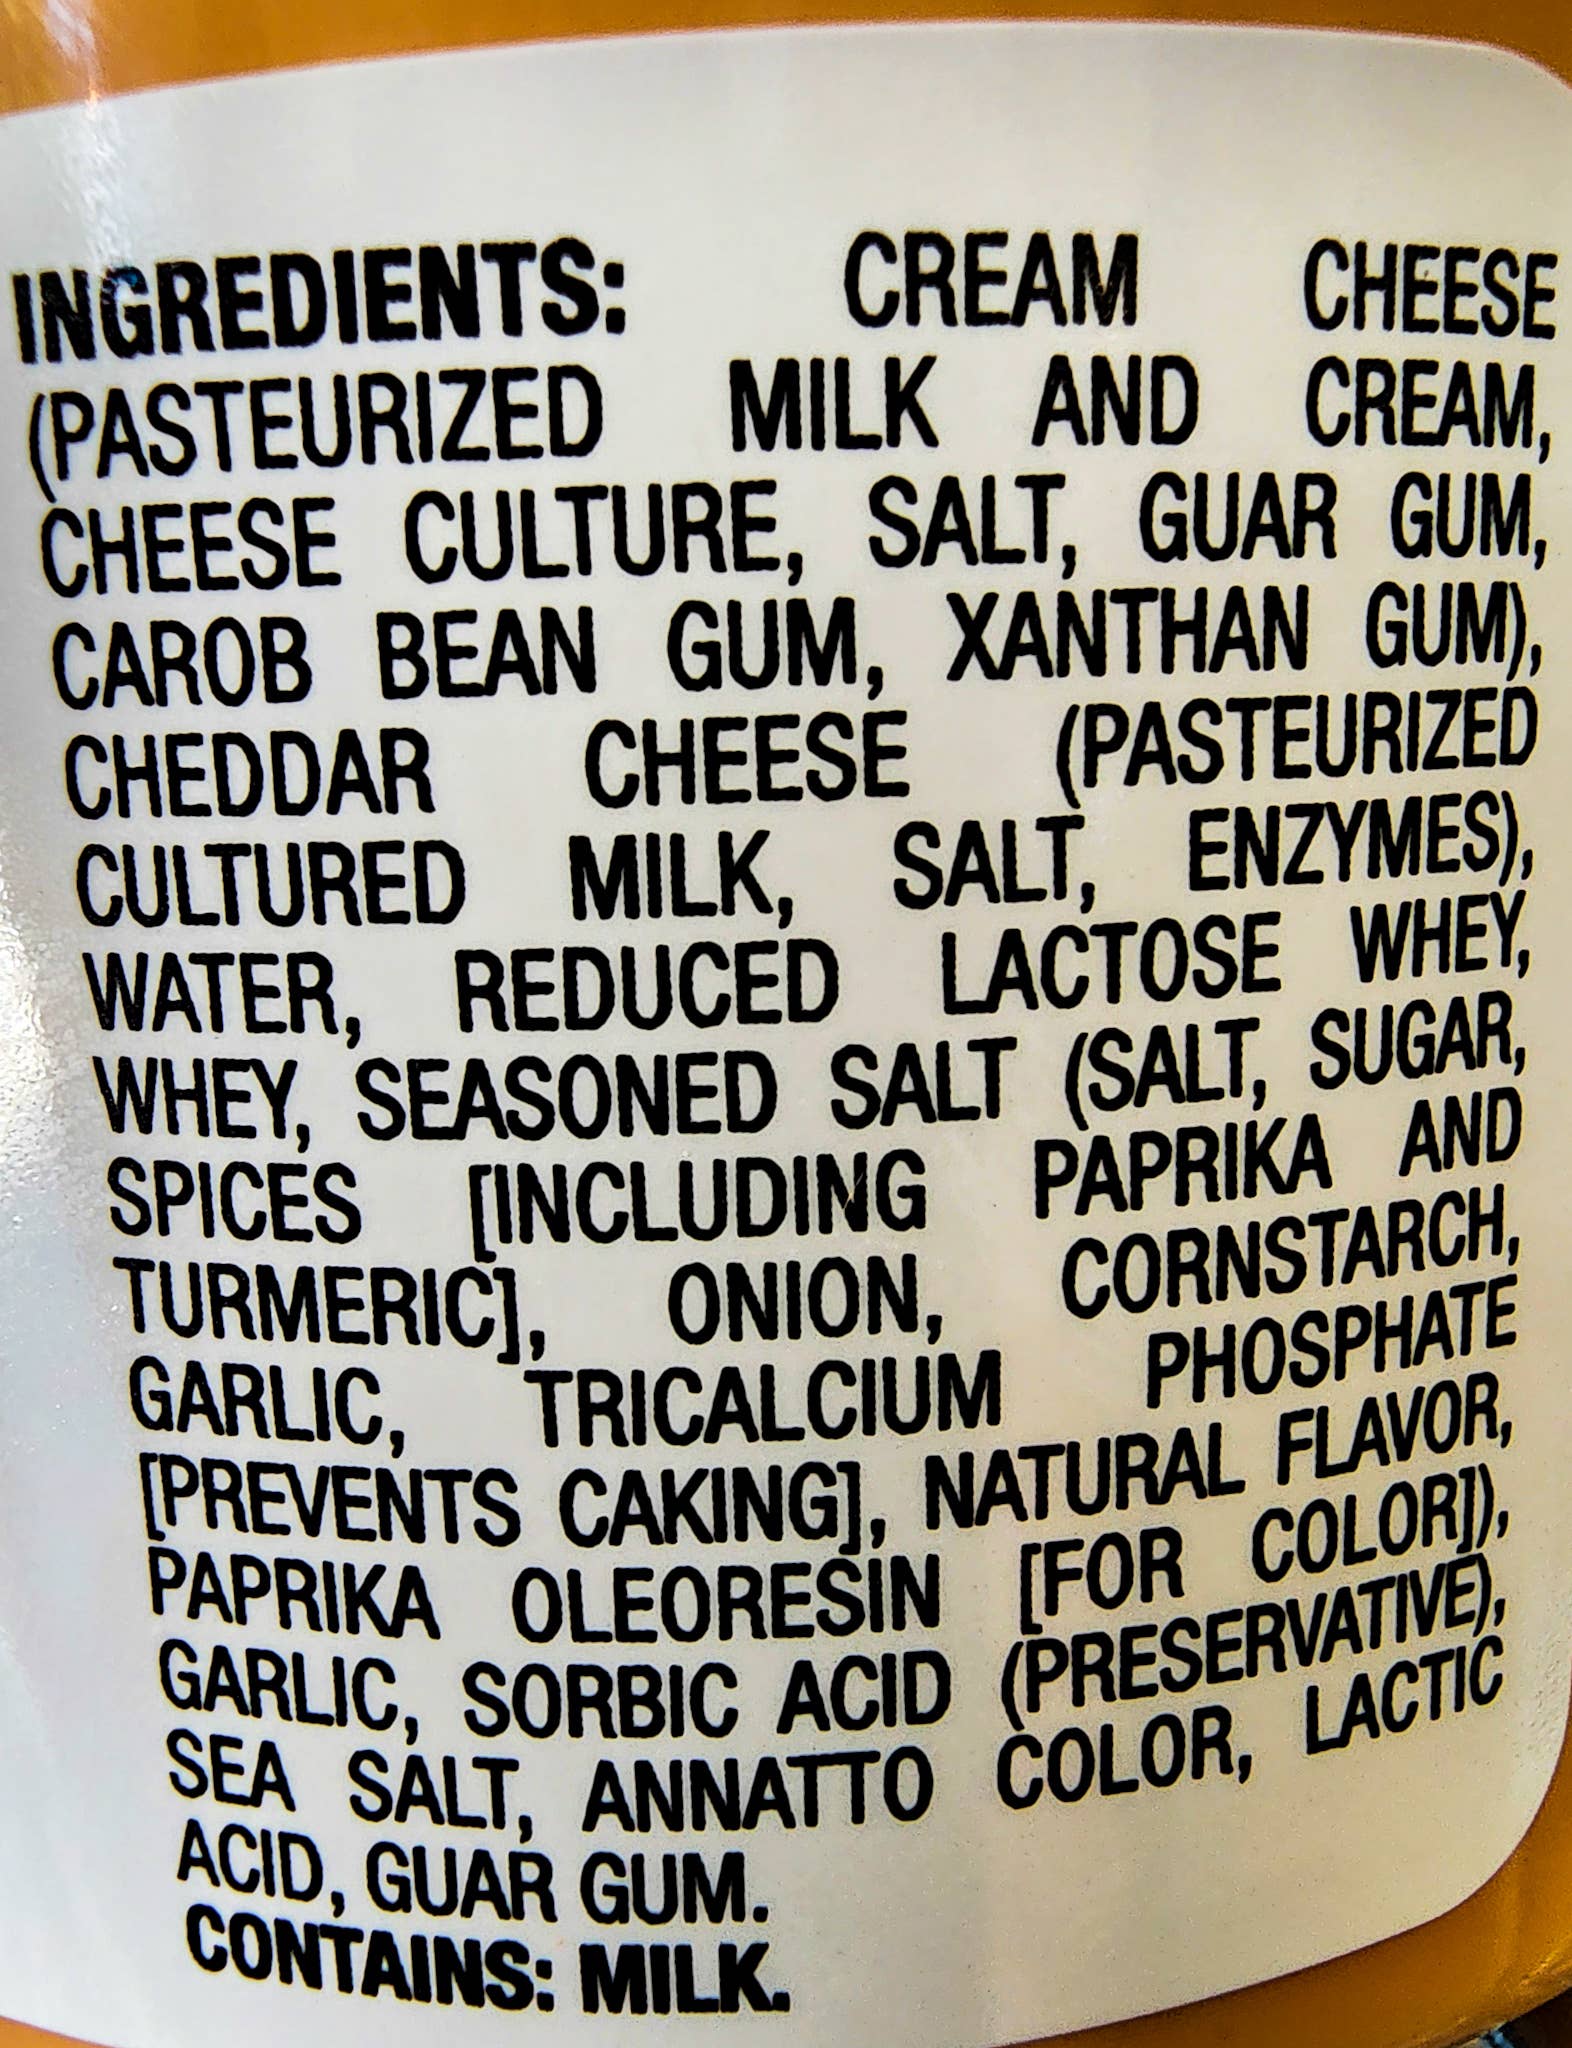 INGREDIENTS: CREAM CHEESE
(PASTEURIZED MILK AND CREAM,
CHEESE CULTURE, SALT, GUAR GUM,
CAROB BEAN GUM, XANTHAN GUM),
CHEDDAR CHEESE (PASTEURIZED
CULTURED MILK, SALT, ENZYMES),
WATER, REDUCED LACTOSE WHEY,
WHEY, SEASONED SALT (SALT, SUGAR,
SPICES [INCLUDING PAPRIKA AND
TURMERIC], ONION, CORNSTARCH,
GARLIC, TRICALCIUM PHOSPHATE
[PREVENTS CAKING], NATURAL FLAVOR,
PAPRIKA OLEORESIN [FOR COLOR]),
GARLIC, SORBIC ACID (PRESERVATIVE),
SEA SALT, ANNATTO COLOR, LACTIC
ACID, GUAR GUM.
CONTAINS: MILK.